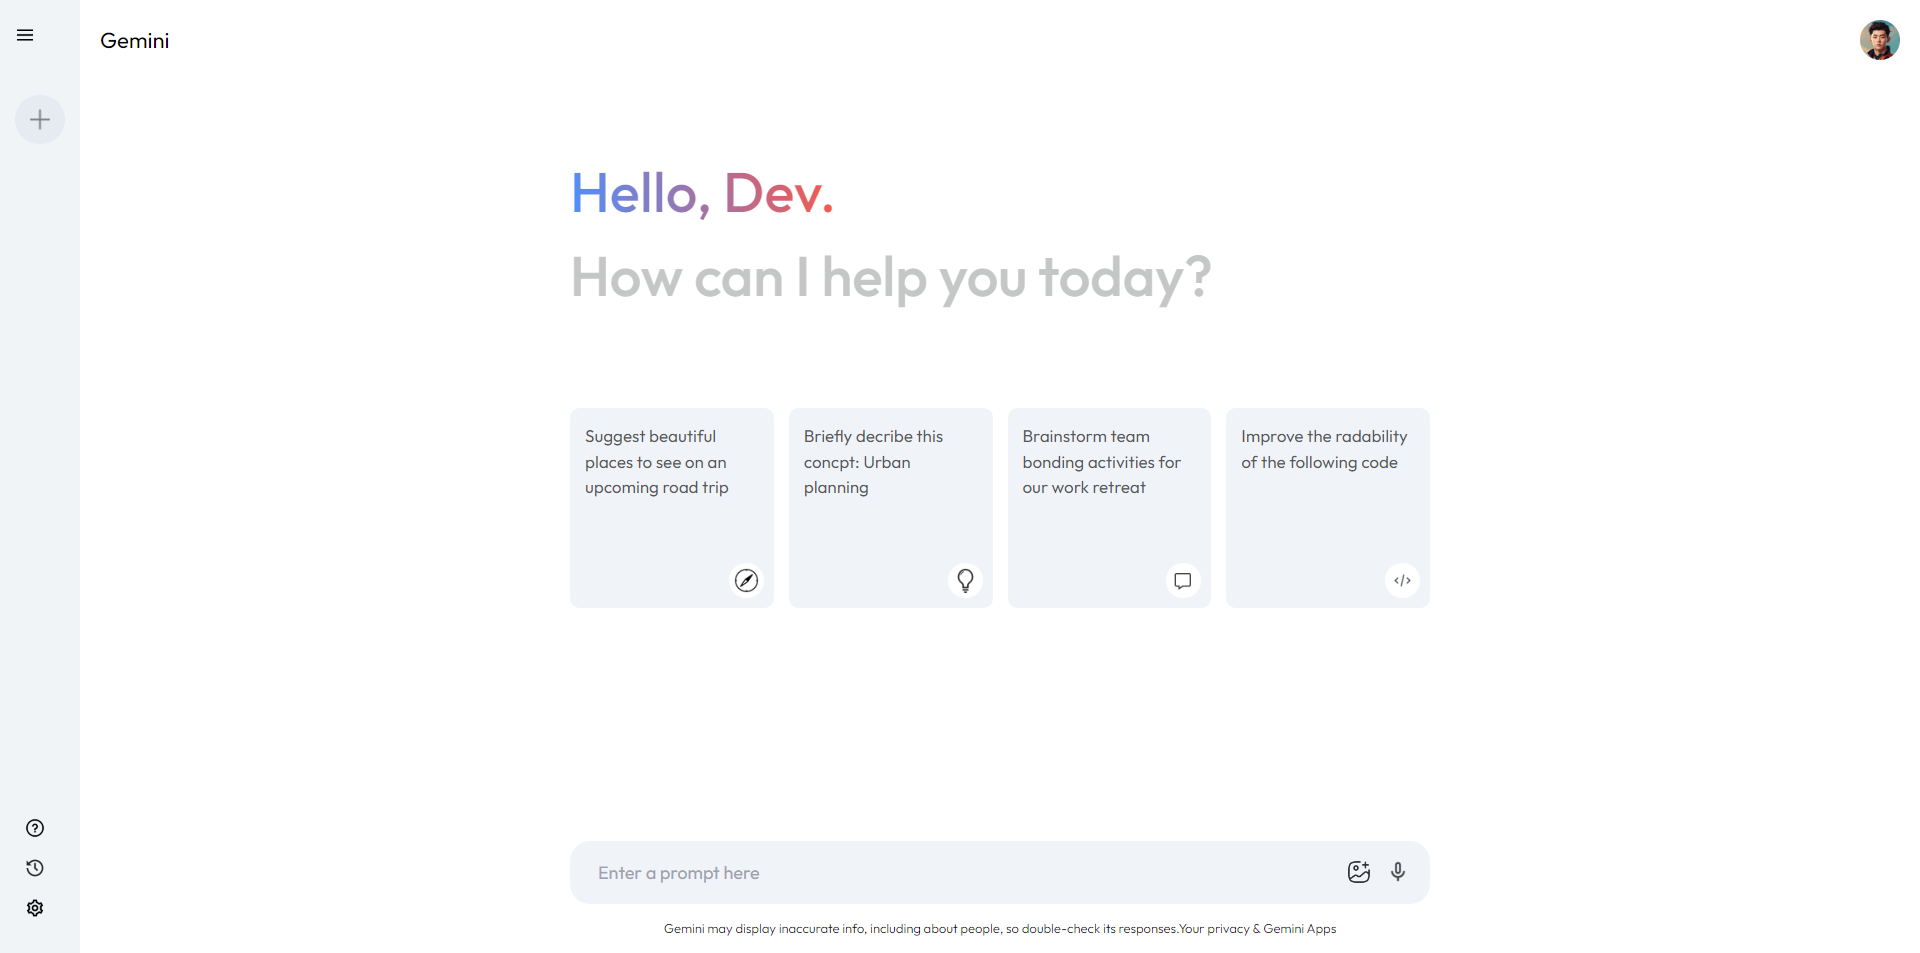 Gemini
Hello, Dev.
How can I help you today?
Suggest beautiful
places to see on an
upcoming road trip
Briefly decribe this
concpt: Urban
planning
Brainstorm team
bonding activities for
our work retreat
Improve the radability
of the following code
Enter a prompt here
Gemini may display inaccurate info, including about people, so double-check its responses.Your privacy & Gemini Apps